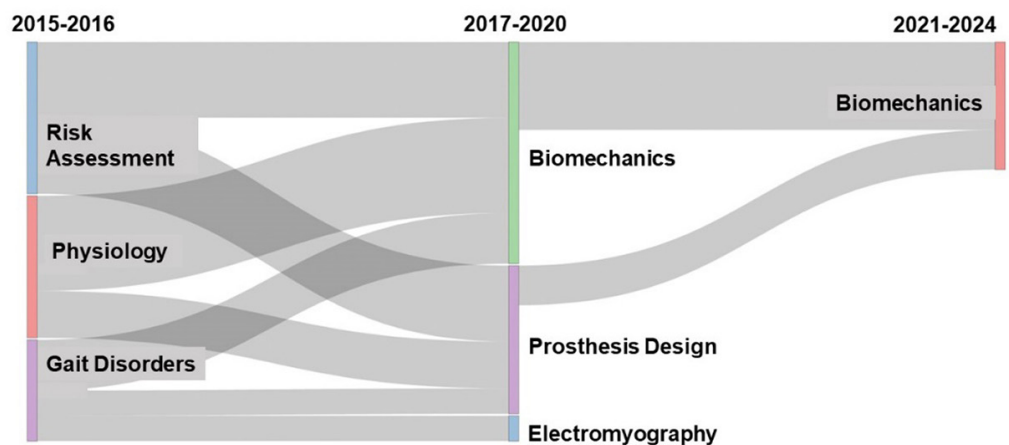 2015-2016
2017-2020
2021-2024
Risk
Assessment
Physiology
Gait Disorders
Biomechanics
Prosthesis Design
Electromyography
Biomechanics